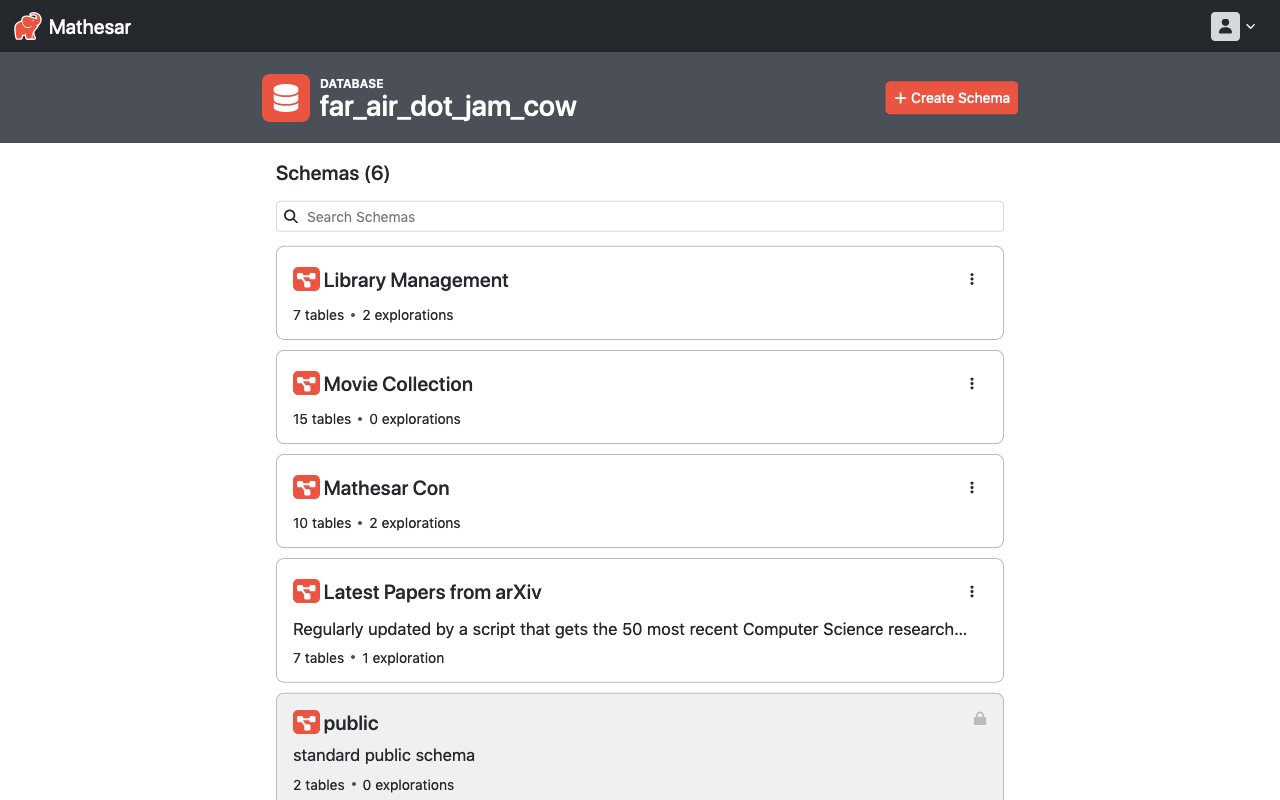 Mathesar
DATABASE
far_air_dot_jam_cow
Create Schema
Schemas (6)
Search Schemas
Library Management
7 tables • 2 explorations
Movie Collection
15 tables • 0 explorations
Mathesar Con
10 tables • 2 explorations
Latest Papers from arXiv
Regularly updated by a script that gets the 50 most recent Computer Science research...
7 tables • 1 exploration
public
standard public schema
2 tables • 0 explorations